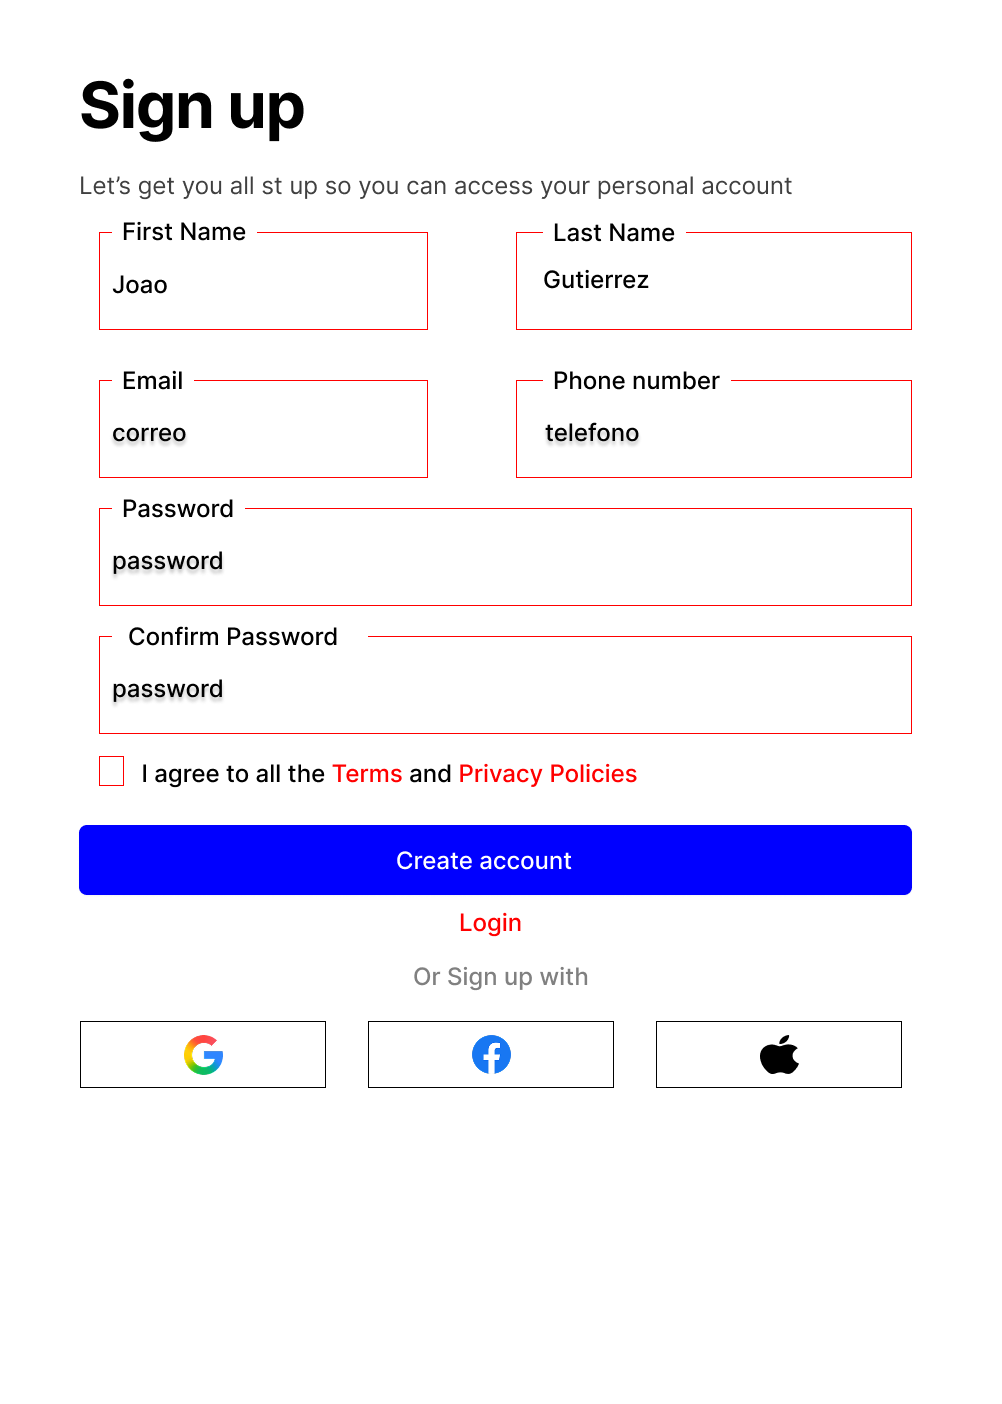 Sign up
Let’s get you all st up so you can access your personal account
First Name
Last Name
Joao
Gutierrez
Email
Phone number
correo
telefono
Password
password
Confirm Password
password
I agree to all the Terms and Privacy Policies
Create account
Login
Or Sign up with